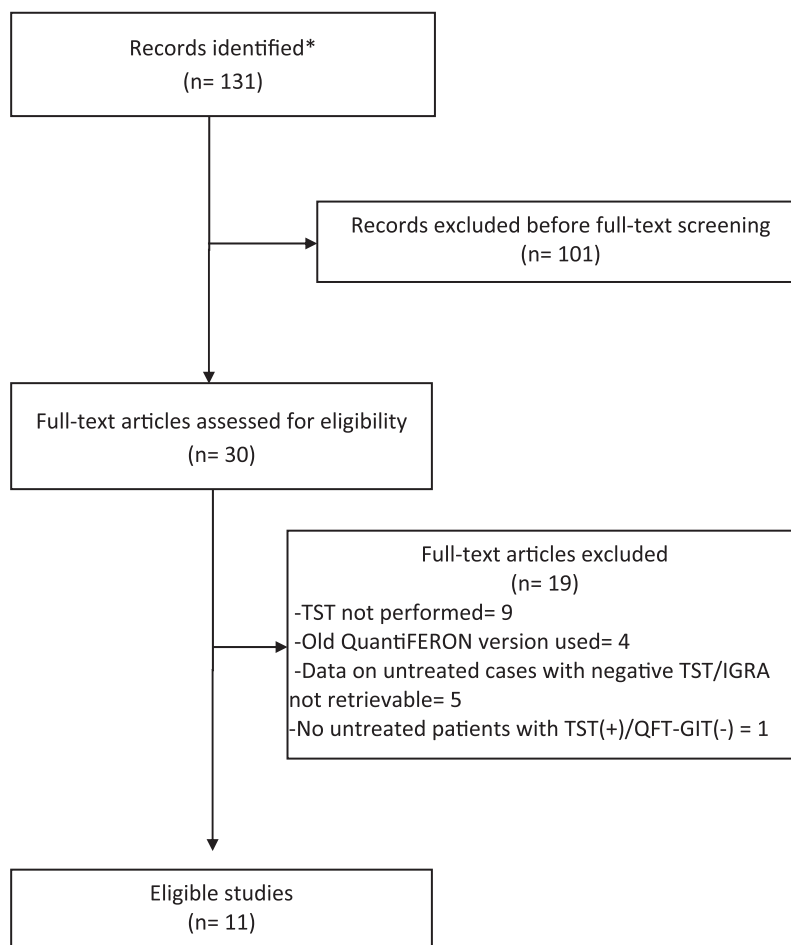 Records identified*
(n= 131)
Records excluded before full-text screening
(n= 101)
Full-text articles assessed for eligibility
(n= 30)
Full-text articles excluded
(n= 19)
-TST not performed= 9
-Old QuantiFERON version used= 4
-Data on untreated cases with negative TST/IGRA
not retrievable= 5
-No untreated patients with TST(+)/QFT-GIT(-) = 1
Eligible studies
(n= 11)